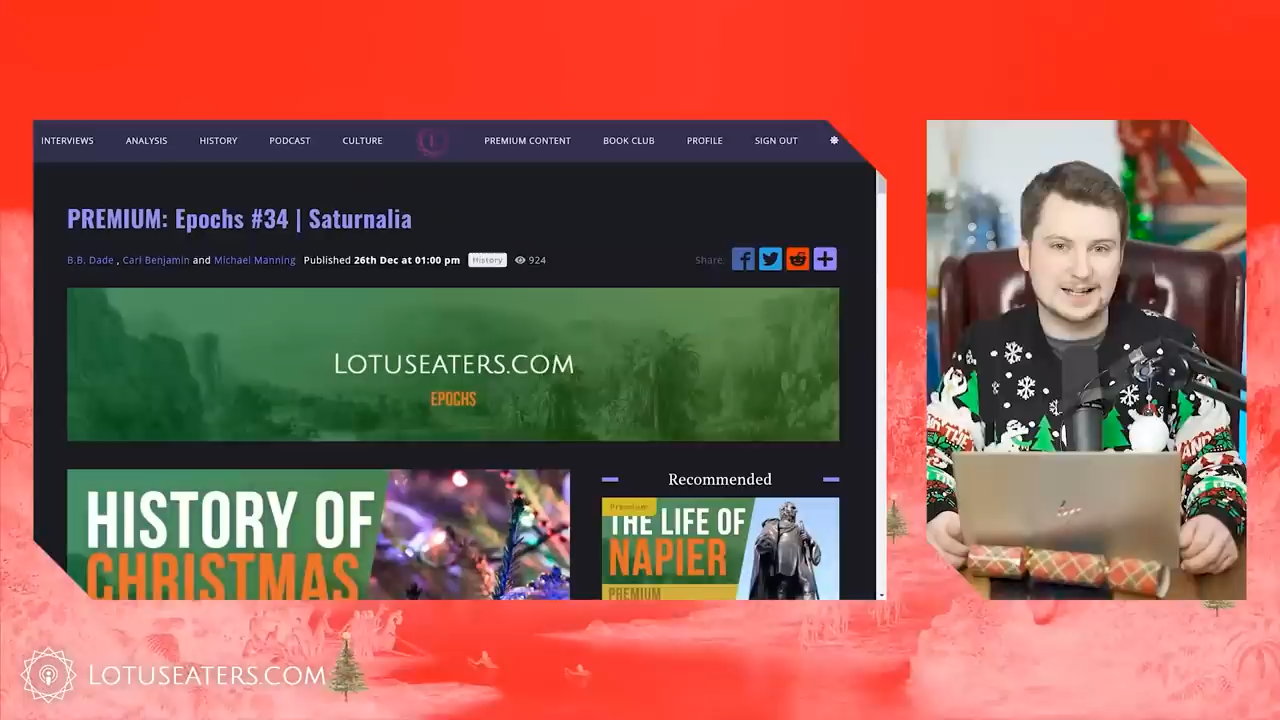 INTERVIEWS ANALYSIS HISTORY PODCAST CULTURE PREMIUM CONTENT BOOK CLUB PROFILE SIGN OUT
PREMIUM: Epochs #34 | Saturnalia
B.B. Dade , Carl Benjamin and Michael Manning Published 26th Dec at 01:00 pm History 924
Share:
LOTUSEATERS.COM
EPOCHS
HISTORY OF
CHRISTMAS
Recommended
Premium
THE LIFE OF
NAPIER
PREMIUM
LOTUSEATERS.COM